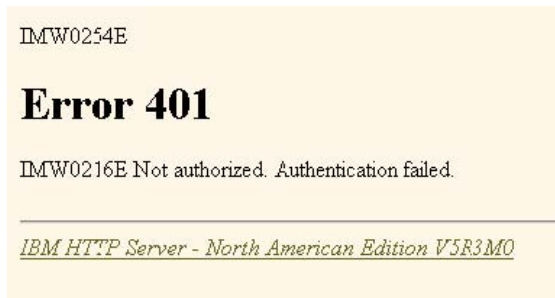 IMW0254E
Error 401
IMW0216E Not authorized. Authentication failed.
IBM HTTP Server - North American Edition V5R3M0